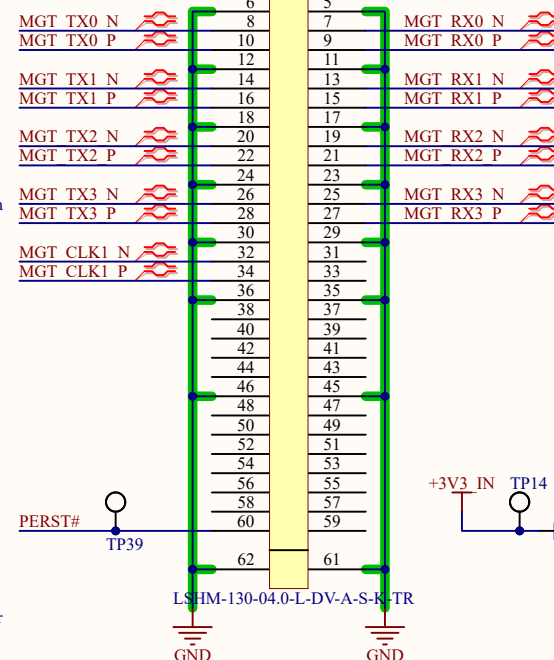 6 5
MGT TX0 N 8 7 MGT RX0 N
MGT TX0 P 10 9 MGT RX0 P
12 11
MGT TX1 N 14 13 MGT RX1 N
MGT TX1 P 16 15 MGT RX1 P
18 17
MGT TX2 N 20 19 MGT RX2 N
MGT TX2 P 22 21 MGT RX2 P
24 23
MGT TX3 N 26 25 MGT RX3 N
MGT TX3 P 28 27 MGT RX3 P
30 29
MGT CLK1 N 32 31
MGT CLK1 P 34 33
36 35
38 37
40 39
42 41
44 43
46 45
48 47
50 49
52 51
54 53
56 55
+3V3 IN TP14
58 57
PERST# 60 59
TP39
62 61
LSHM-130-04.0-L-DV-A-S-K-TR
GND GND